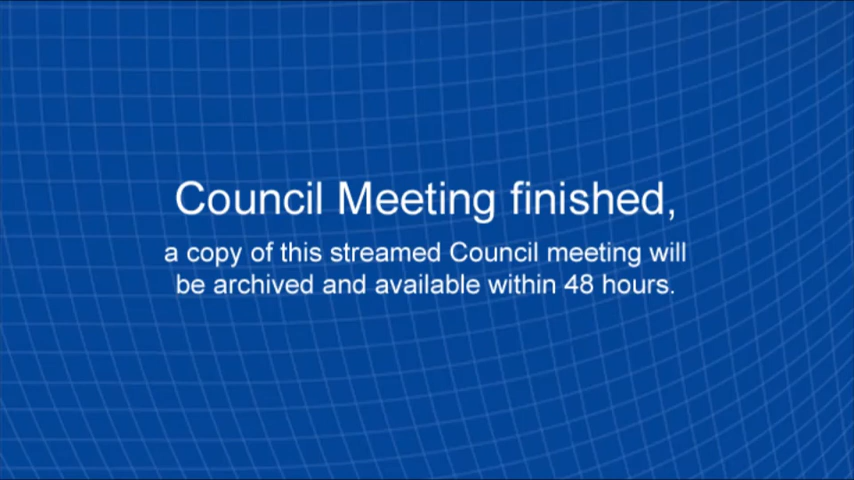 Council Meeting finished,
a copy of this streamed Council meeting will
be archived and available within 48 hours.